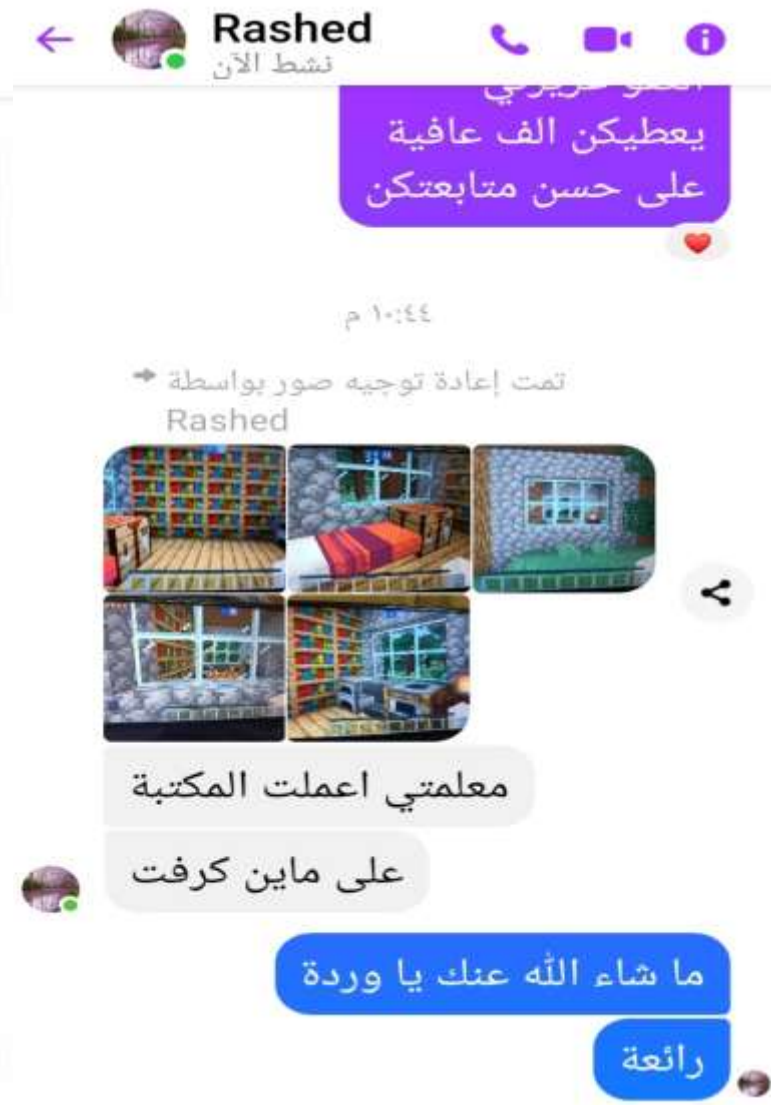 Rashed
نشط الآن
يعطيكن الف عافية
على حسن متابعتكن
١٠:٤٤ م
تمت إعادة توجيه صور بواسطة
Rashed
معلمتي اعملت المكتبة
على ماين كرفت
ما شاء الله عنك يا وردة
رائعة